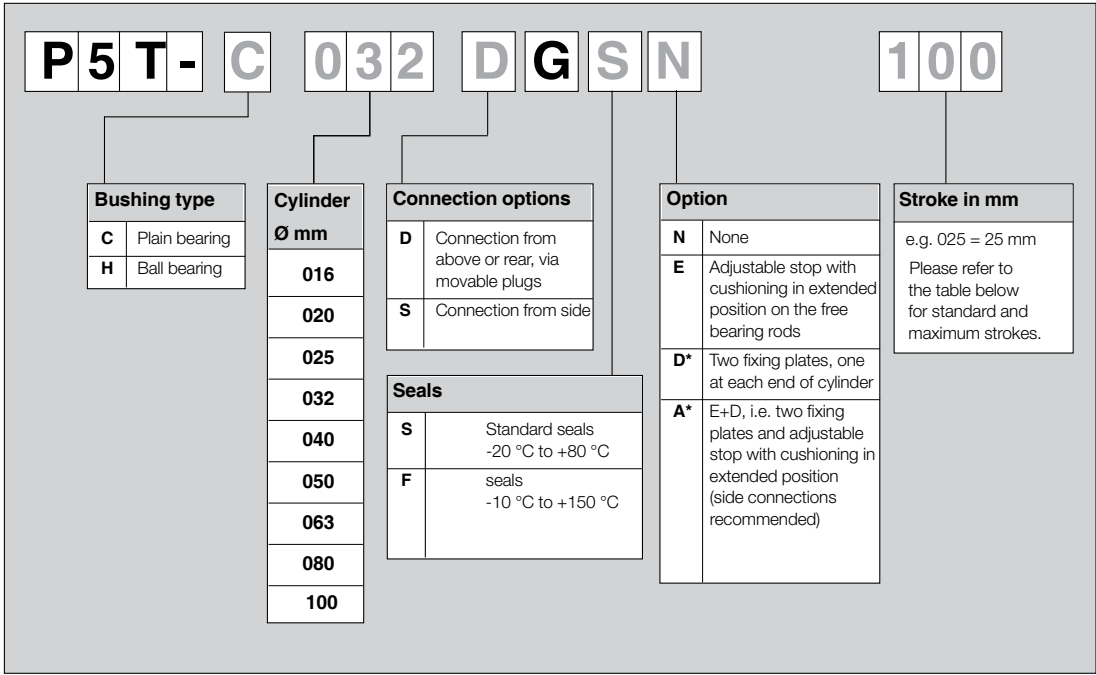 P5T- C 032 D G S N 100
Bushing type
C Plain bearing
H Ball bearing
Cylinder
Ø mm
016
020
025
032
040
050
063
080
100
Connection options
D Connection from
above or rear, via
movable plugs
S Connection from side
Seals
S Standard seals
-20 °C to +80 °C
F seals
-10 °C to +150 °C
Option
N None
E Adjustable stop with
cushioning in extended
position on the free
bearing rods
D* Two fixing plates, one
at each end of cylinder
A* E+D, i.e. two fixing
plates and adjustable
stop with cushioning in
extended position
(side connections
recommended)
Stroke in mm
e.g. 025 = 25 mm
Please refer to
the table below
for standard and
maximum strokes.